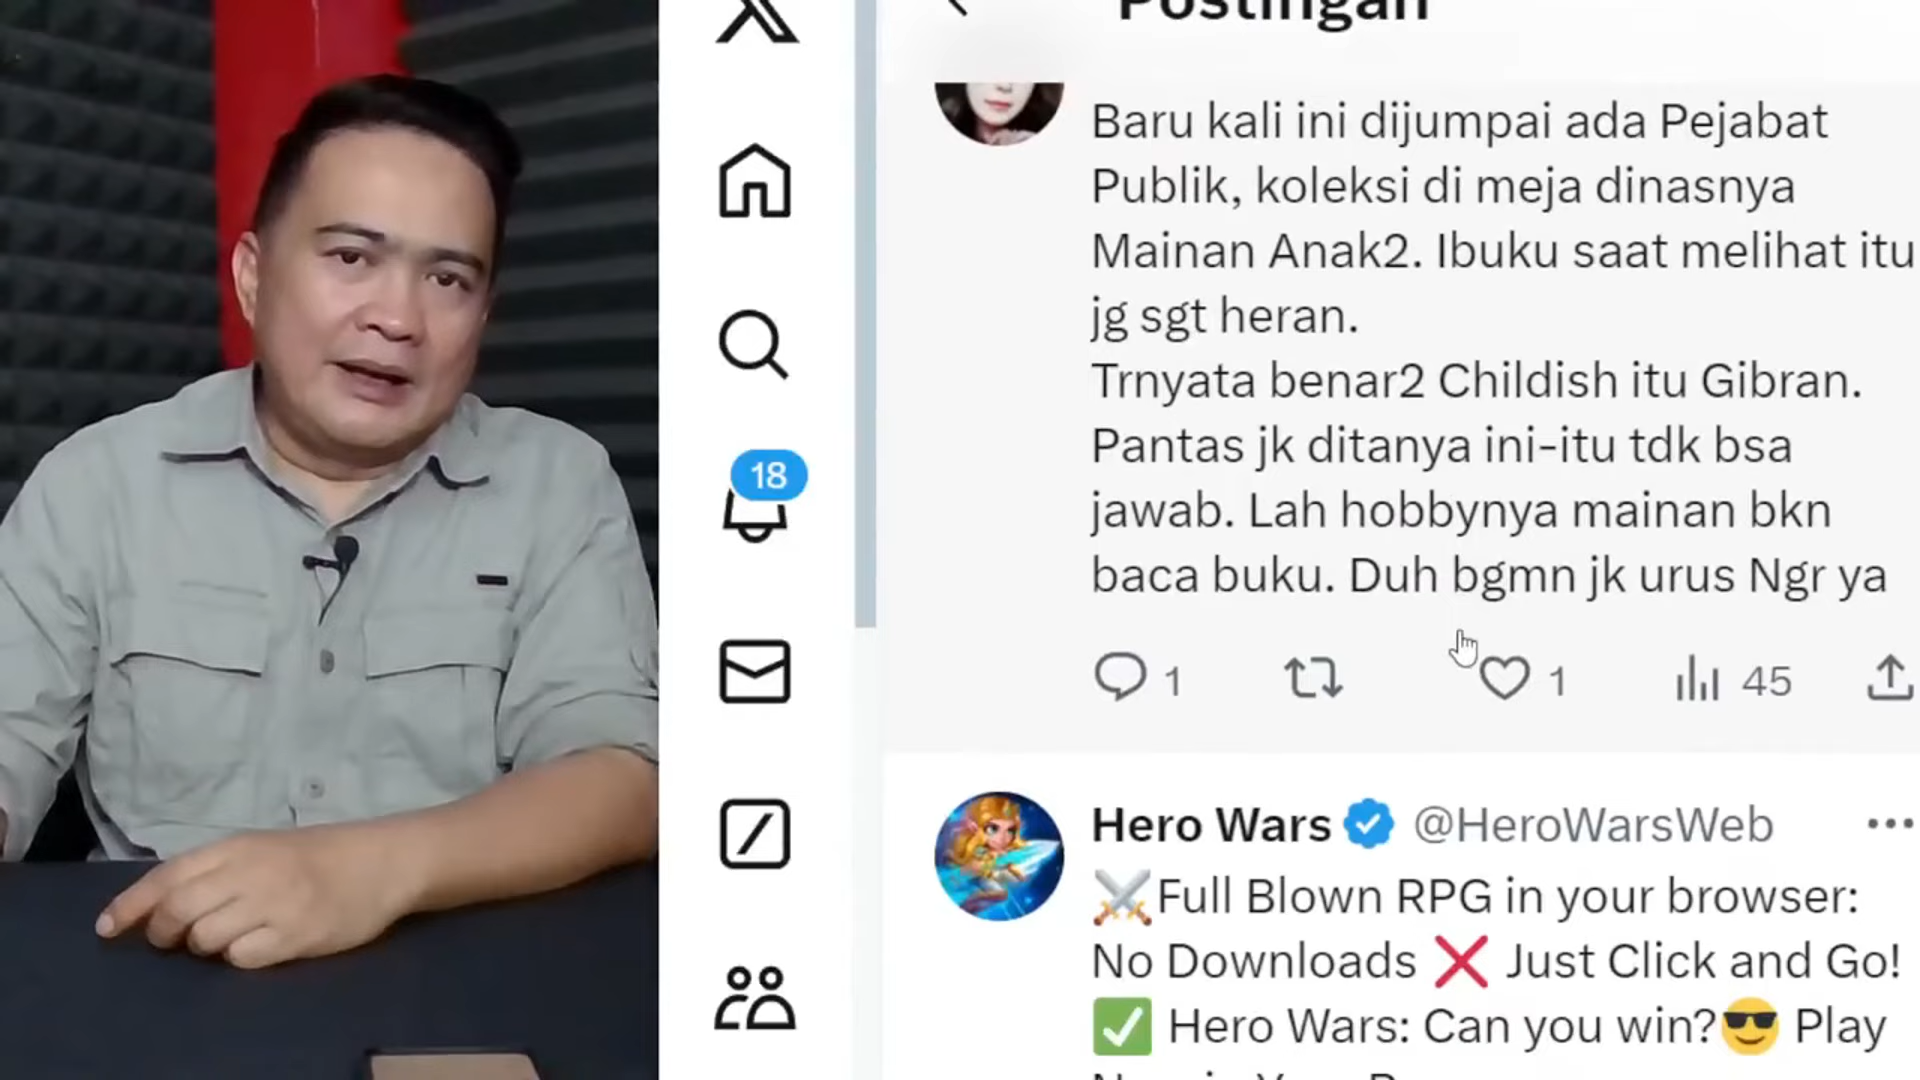 Postingan
Baru kali ini dijumpai ada Pejabat
Publik, koleksi di meja dinasnya
Mainan Anak2. Ibuku saat melihat itu
jg sgt heran.
Trnyata benar2 Childish itu Gibran.
Pantas jk ditanya ini-itu tdk bsa
jawab. Lah hobbynya mainan bkn
baca buku. Duh bgmn jk urus Ngr ya
18
1 1 45
Hero Wars @HeroWarsWeb
⚔️Full Blown RPG in your browser:
No Downloads ❌ Just Click and Go!
✅ Hero Wars: Can you win?😎 Play